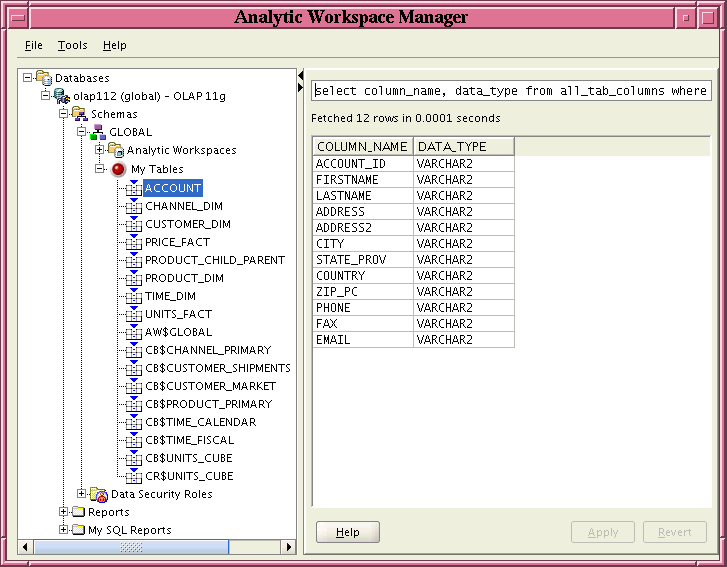 Analytic Workspace Manager
File Tools Help
Databases
olap112 (global) - OLAP 11g
Schemas
GLOBAL
Analytic Workspaces
My Tables
ACCOUNT
CHANNEL_DIM
CUSTOMER_DIM
PRICE_FACT
PRODUCT_CHILD_PARENT
PRODUCT_DIM
TIME_DIM
UNITS_FACT
AW$GLOBAL
CB$CHANNEL_PRIMARY
CB$CUSTOMER_SHIPMENTS
CB$CUSTOMER_MARKET
CB$PRODUCT_PRIMARY
CB$TIME_CALENDAR
CB$TIME_FISCAL
CB$UNITS_CUBE
CR$UNITS_CUBE
Data Security Roles
Reports
My SQL Reports
select column_name, data_type from all_tab_columns where
Fetched 12 rows in 0.0001 seconds
COLUMN_NAME DATA_TYPE
ACCOUNT_ID VARCHAR2
FIRSTNAME VARCHAR2
LASTNAME VARCHAR2
ADDRESS VARCHAR2
ADDRESS2 VARCHAR2
CITY VARCHAR2
STATE_PROV VARCHAR2
COUNTRY VARCHAR2
ZIP_PC VARCHAR2
PHONE VARCHAR2
FAX VARCHAR2
EMAIL VARCHAR2
Help Apply Revert